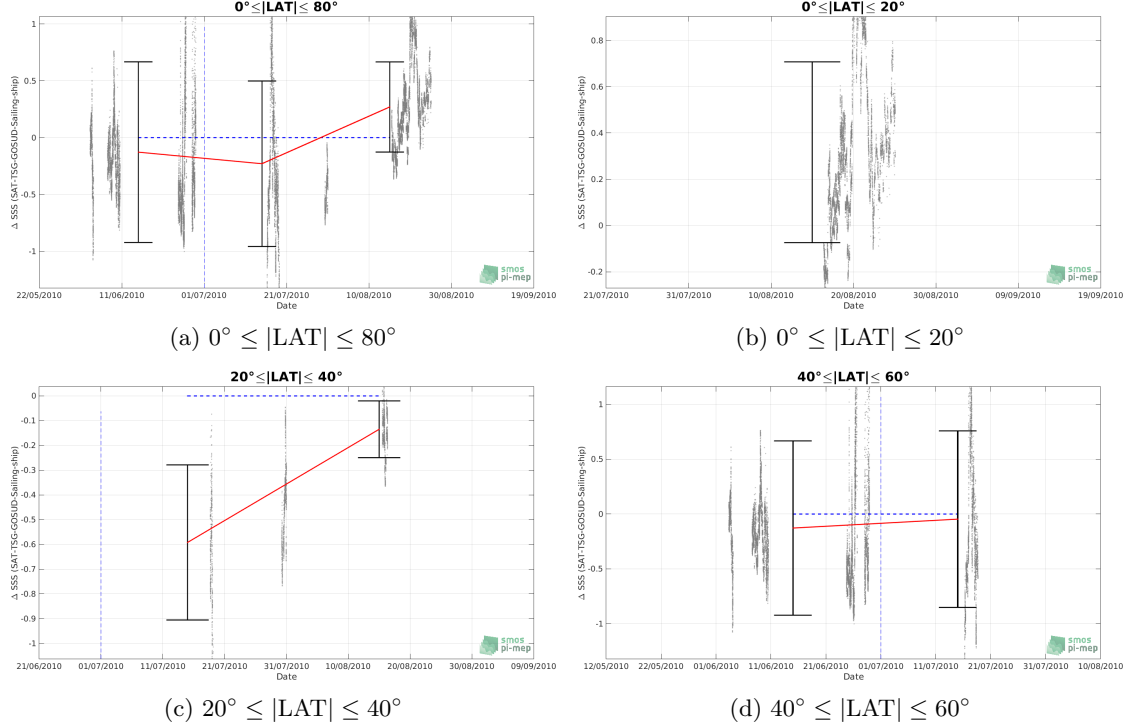 0°≤|LAT|≤ 80°
Δ SSS (SAT-TSG-GOSUD-Sailing-ship)
1
0.5
0
-0.5
-1
22/05/2010 11/06/2010 01/07/2010 21/07/2010 10/08/2010 30/08/2010 19/09/2010
Date
smos
pi-mep
(a) 0° ≤ |LAT| ≤ 80°
0°≤|LAT|≤ 20°
Δ SSS (SAT-TSG-GOSUD-Sailing-ship)
0.8
0.6
0.4
0.2
0
-0.2
21/07/2010 31/07/2010 10/08/2010 20/08/2010 30/08/2010 09/09/2010 19/09/2010
Date
smos
pi-mep
(b) 0° ≤ |LAT| ≤ 20°
20°≤|LAT|≤ 40°
Δ SSS (SAT-TSG-GOSUD-Sailing-ship)
0
-0.1
-0.2
-0.3
-0.4
-0.5
-0.6
-0.7
-0.8
-0.9
-1
21/06/2010 01/07/2010 11/07/2010 21/07/2010 31/07/2010 10/08/2010 20/08/2010 30/08/2010 09/09/2010
Date
smos
pi-mep
(c) 20° ≤ |LAT| ≤ 40°
40°≤|LAT|≤ 60°
Δ SSS (SAT-TSG-GOSUD-Sailing-ship)
1
0.5
0
-0.5
-1
12/05/2010 22/05/2010 01/06/2010 11/06/2010 21/06/2010 01/07/2010 11/07/2010 21/07/2010 31/07/2010 10/08/2010
Date
smos
pi-mep
(d) 40° ≤ |LAT| ≤ 60°